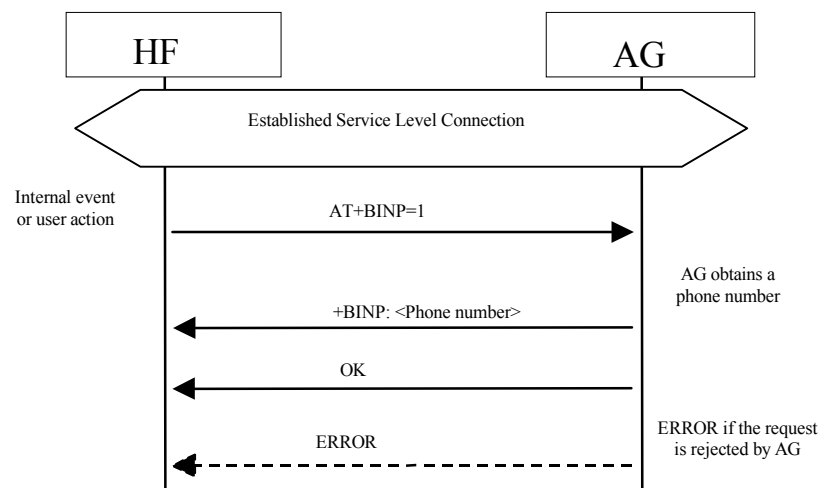 HF
AG
Established Service Level Connection
Internal event
or user action
AT+BINP=1
AG obtains a
phone number
+BINP: <Phone number>
OK
ERROR
ERROR if the request
is rejected by AG